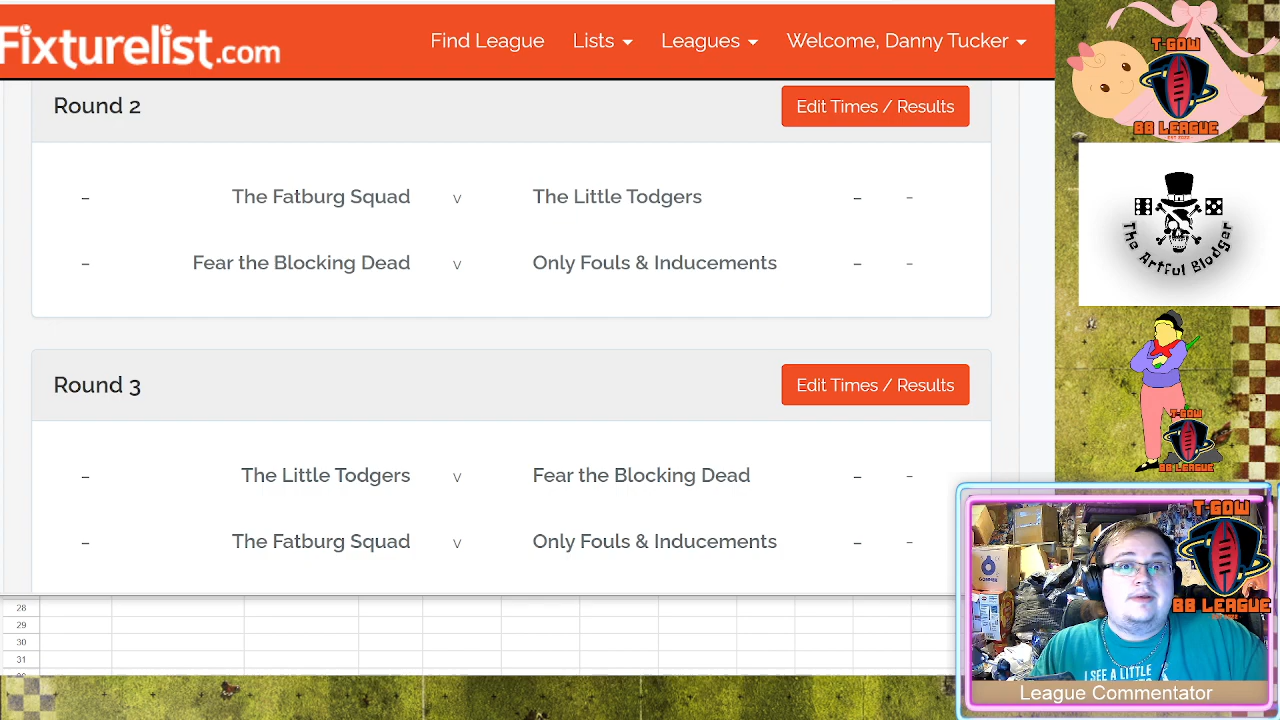 Fixturelist.com
Find League
Lists
Leagues
Welcome, Danny Tucker
Round 2
Edit Times / Results
– The Fatburg Squad v The Little Todgers – -
– Fear the Blocking Dead v Only Fouls & Inducements – -
Round 3
Edit Times / Results
– The Little Todgers v Fear the Blocking Dead – -
– The Fatburg Squad v Only Fouls & Inducements – -
28
29
30
31
T-GOW
BB LEAGUE
The Artful Blodger
T-GOW
BB LEAGUE
T-GOW
BB LEAGUE
I SEE A LITTLE
League Commentator